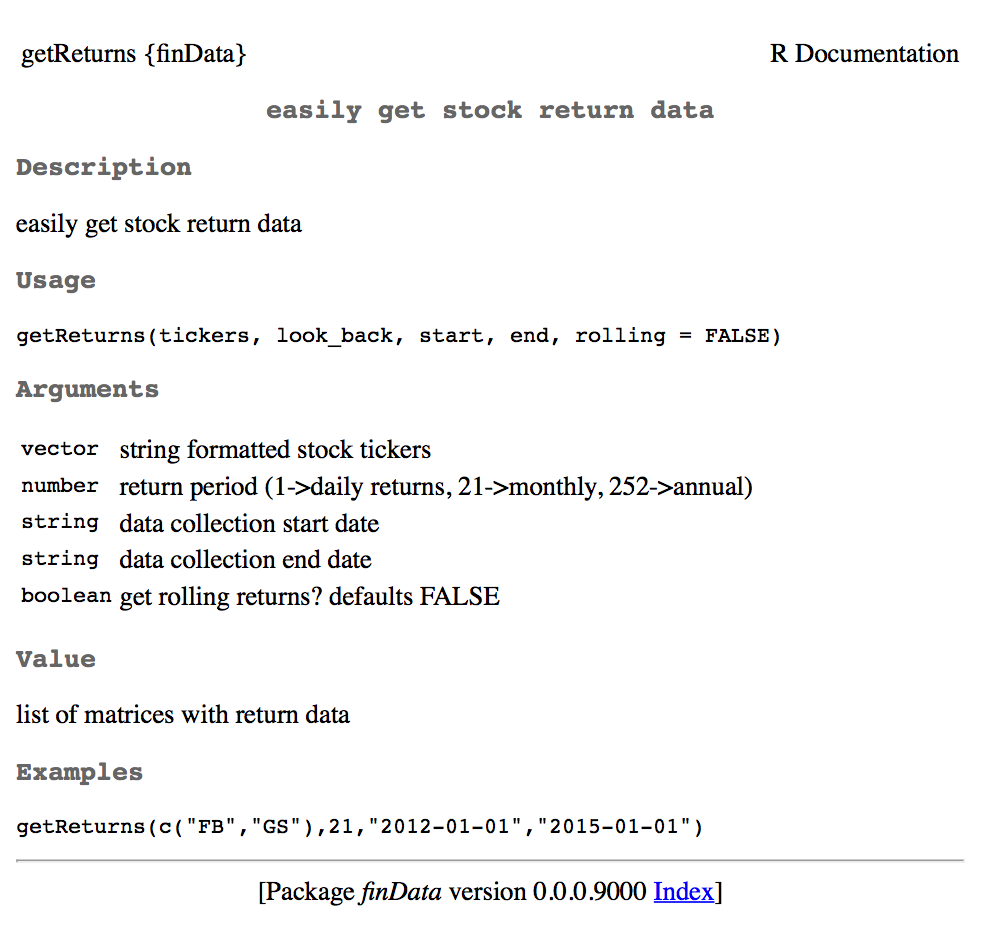 getReturns {finData} R Documentation
easily get stock return data
Description
easily get stock return data
Usage
getReturns(tickers, look_back, start, end, rolling = FALSE)
Arguments
vector string formatted stock tickers
number return period (1->daily returns, 21->monthly, 252->annual)
string data collection start date
string data collection end date
boolean get rolling returns? defaults FALSE
Value
list of matrices with return data
Examples
getReturns(c("FB","GS"),21,"2012-01-01","2015-01-01")
[Package finData version 0.0.0.9000 Index]